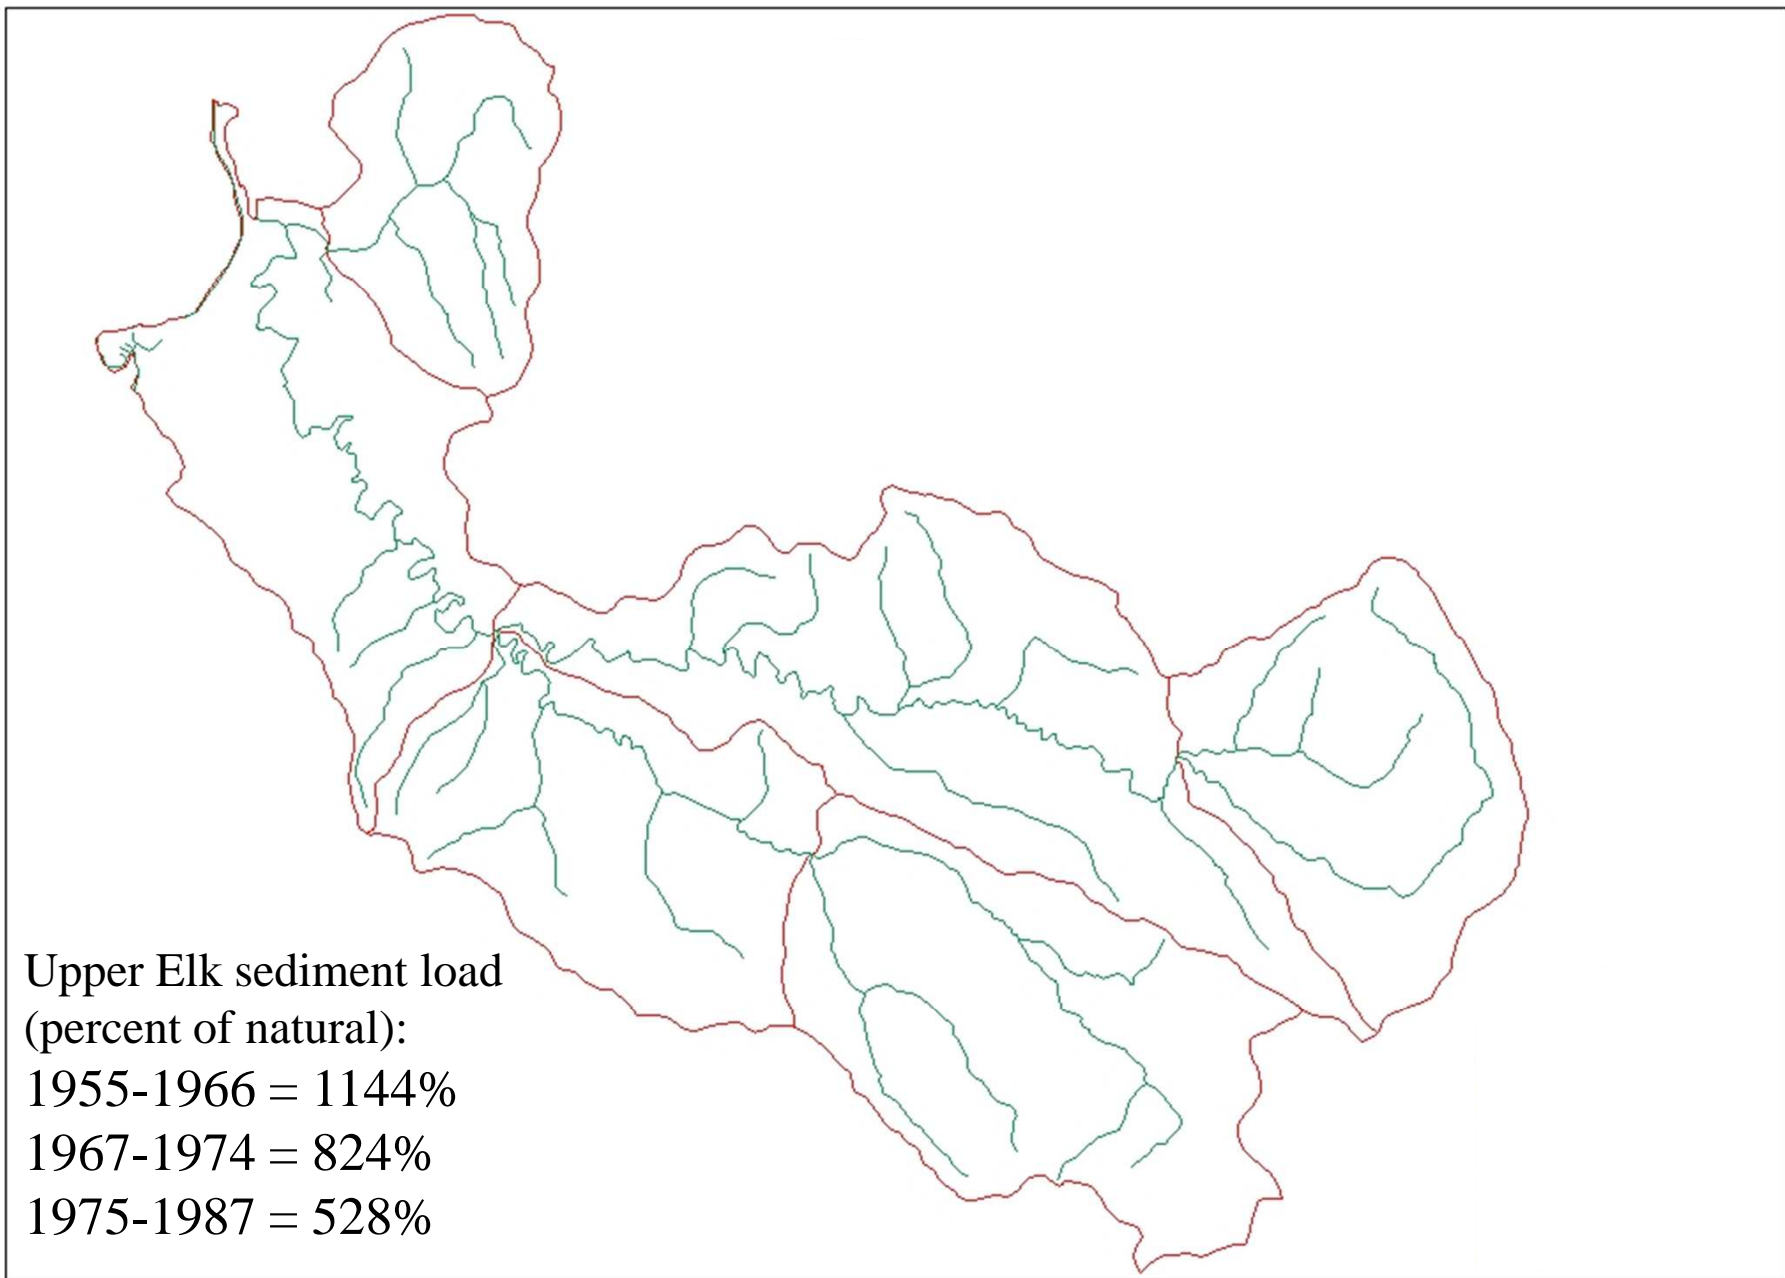 Upper Elk sediment load
(percent of natural):
1955-1966 = 1144%
1967-1974 = 824%
1975-1987 = 528%